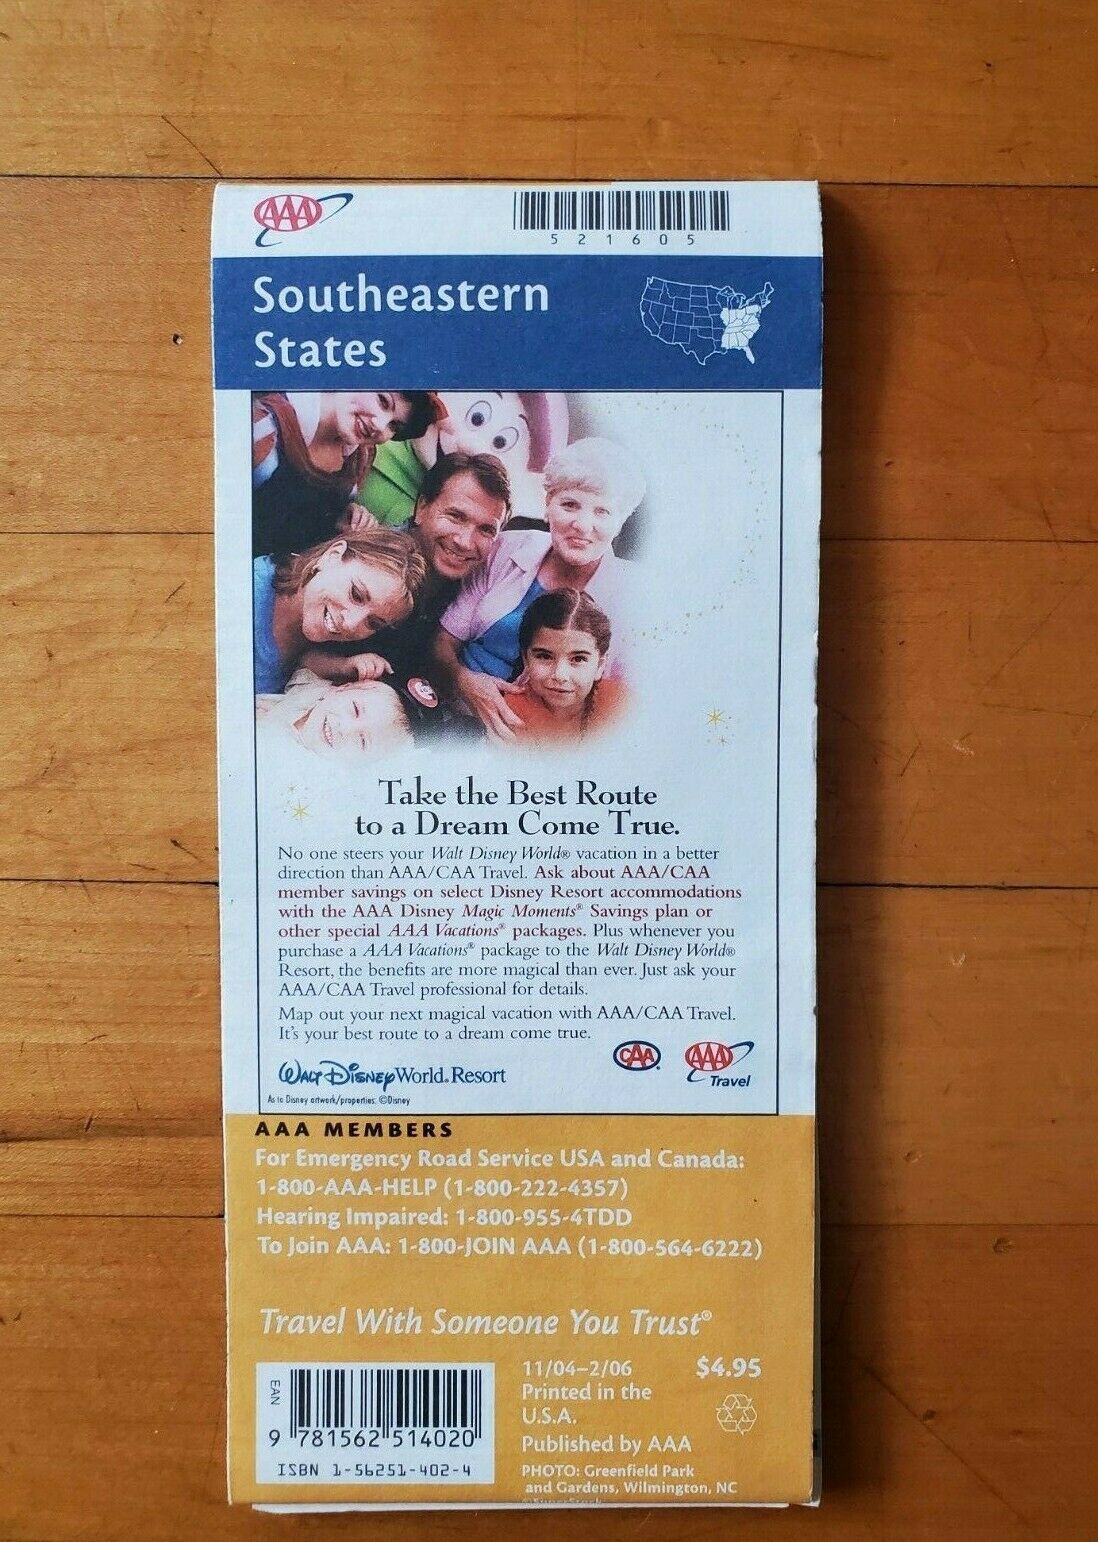 AAA
5 2 1 6 0 5
Southeastern
States
Take the Best Route
to a Dream Come True.
No one steers your Walt Disney World® vacation in a better
direction than AAA/CAA Travel. Ask about AAA/CAA
member savings on select Disney Resort accommodations
with the AAA Disney Magic Moments® Savings plan or
other special AAA Vacations® packages. Plus whenever you
purchase a AAA Vacations® package to the Walt Disney World®
Resort, the benefits are more magical than ever. Just ask your
AAA/CAA Travel professional for details.
Map out your next magical vacation with AAA/CAA Travel.
It's your best route to a dream come true.
CAA AAA
Travel
Walt Disney World® Resort
As to Disney artwork/properties: ©Disney
AAA MEMBERS
For Emergency Road Service USA and Canada:
1-800-AAA-HELP (1-800-222-4357)
Hearing Impaired: 1-800-955-4TDD
To Join AAA: 1-800-JOIN AAA (1-800-564-6222)
Travel With Someone You Trust®
EAN
9 781562 514020
ISBN 1-56251-402-4
11/04–2/06 $4.95
Printed in the
U.S.A.
Published by AAA
PHOTO: Greenfield Park
and Gardens, Wilmington, NC